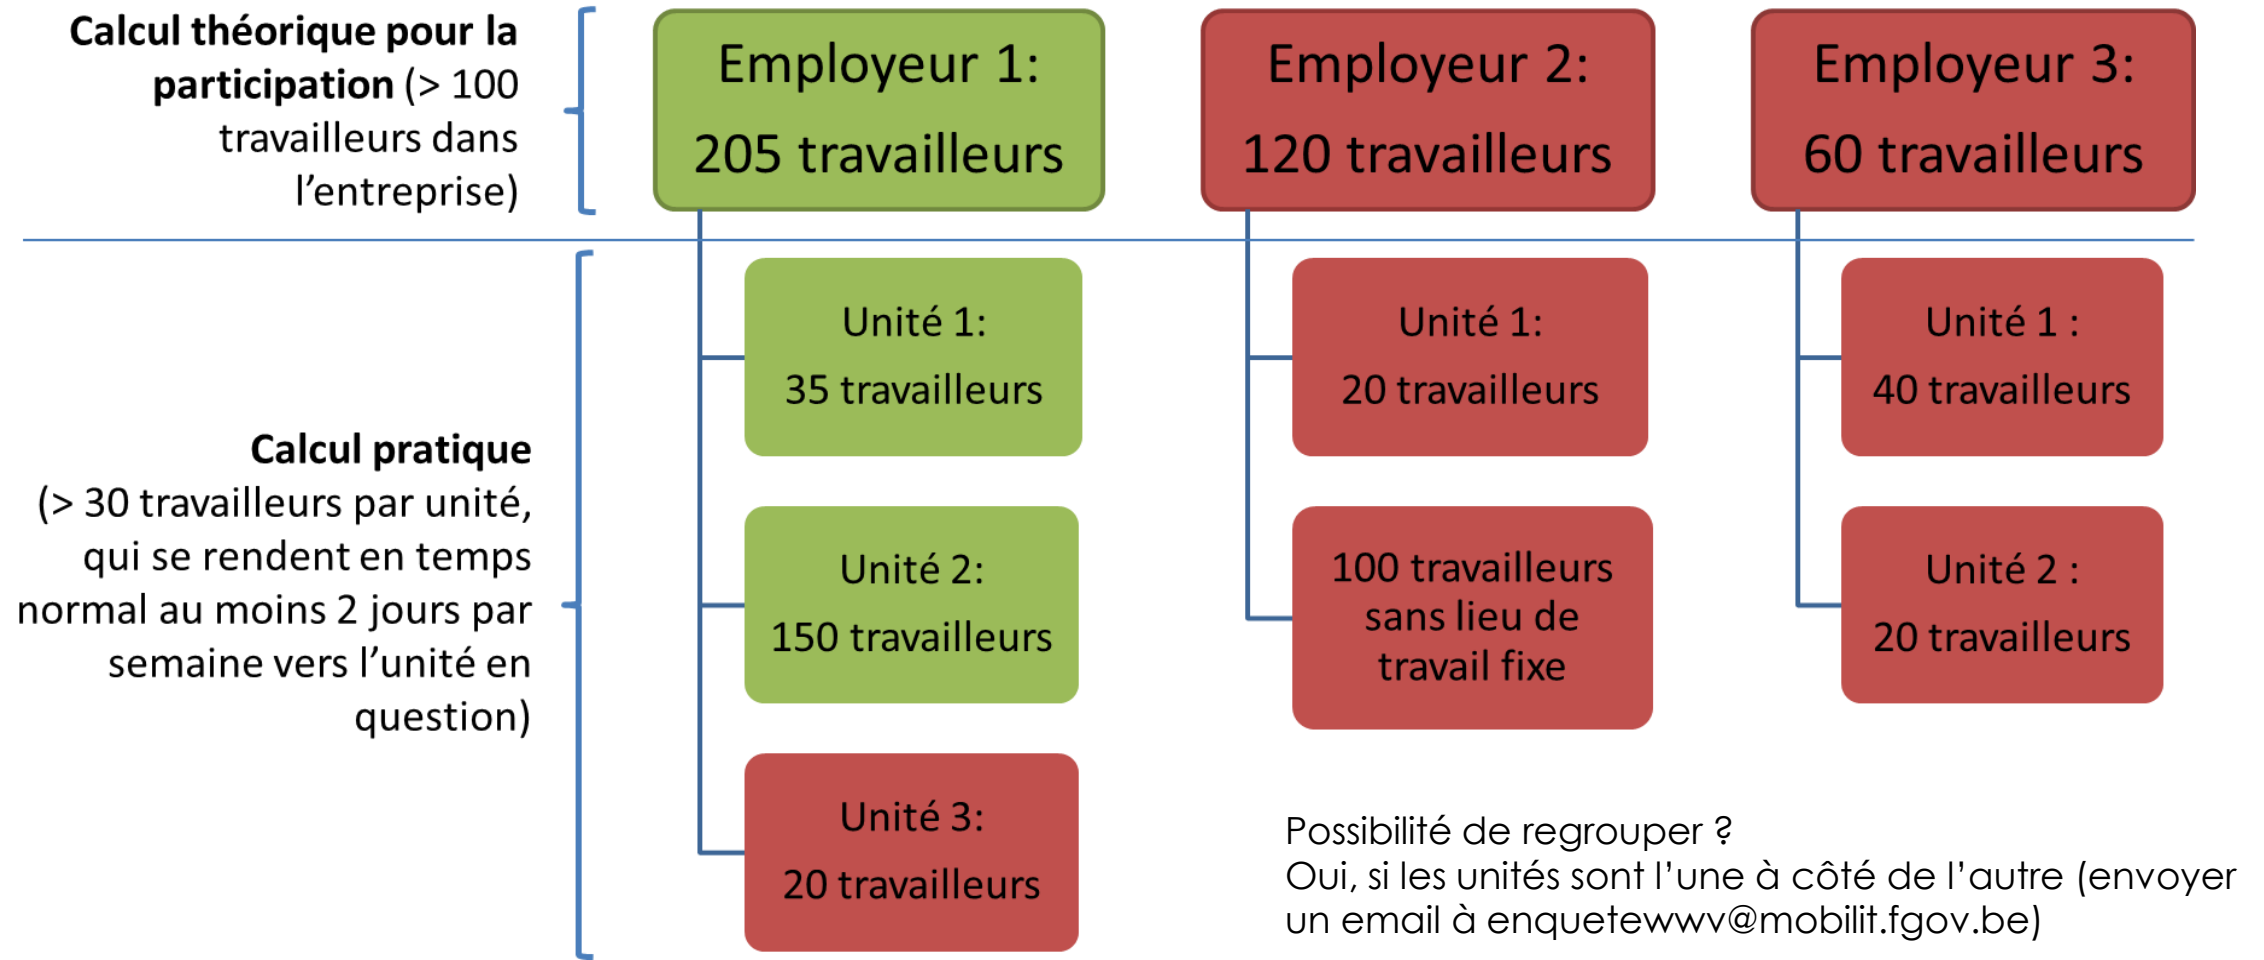 Calcul théorique pour la
participation (> 100
travailleurs dans
l’entreprise)
Employeur 1:
205 travailleurs
Employeur 2:
120 travailleurs
Employeur 3:
60 travailleurs
Calcul pratique
(> 30 travailleurs par unité,
qui se rendent en temps
normal au moins 2 jours par
semaine vers l’unité en
question)
Unité 1:
35 travailleurs
Unité 2:
150 travailleurs
Unité 3:
20 travailleurs
Unité 1:
20 travailleurs
100 travailleurs
sans lieu de
travail fixe
Unité 1 :
40 travailleurs
Unité 2 :
20 travailleurs
Possibilité de regrouper ?
Oui, si les unités sont l’une à côté de l’autre (envoyer
un email à enquetewwv@mobilit.fgov.be)